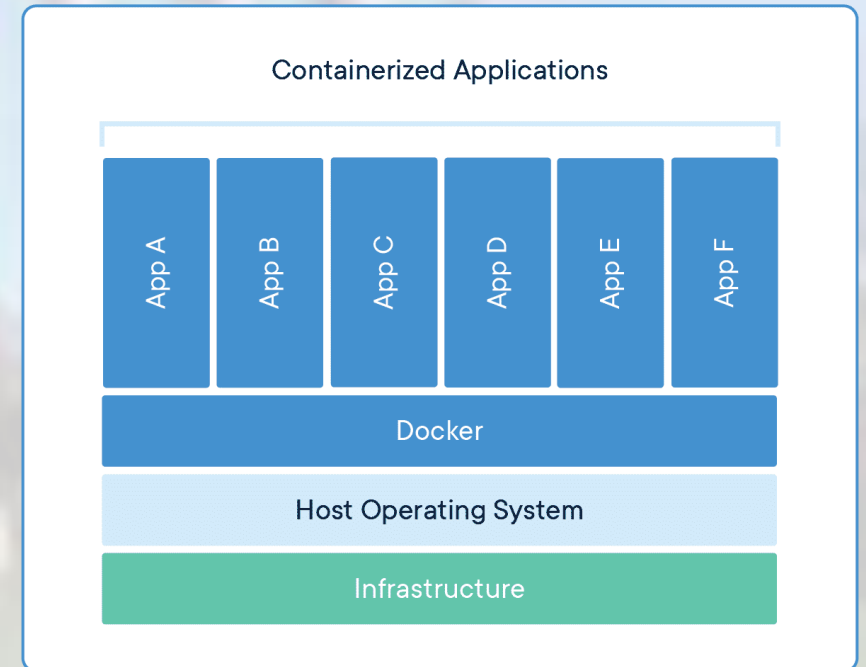 Containerized Applications
App A
App B
App C
App D
App E
App F
Docker
Host Operating System
Infrastructure